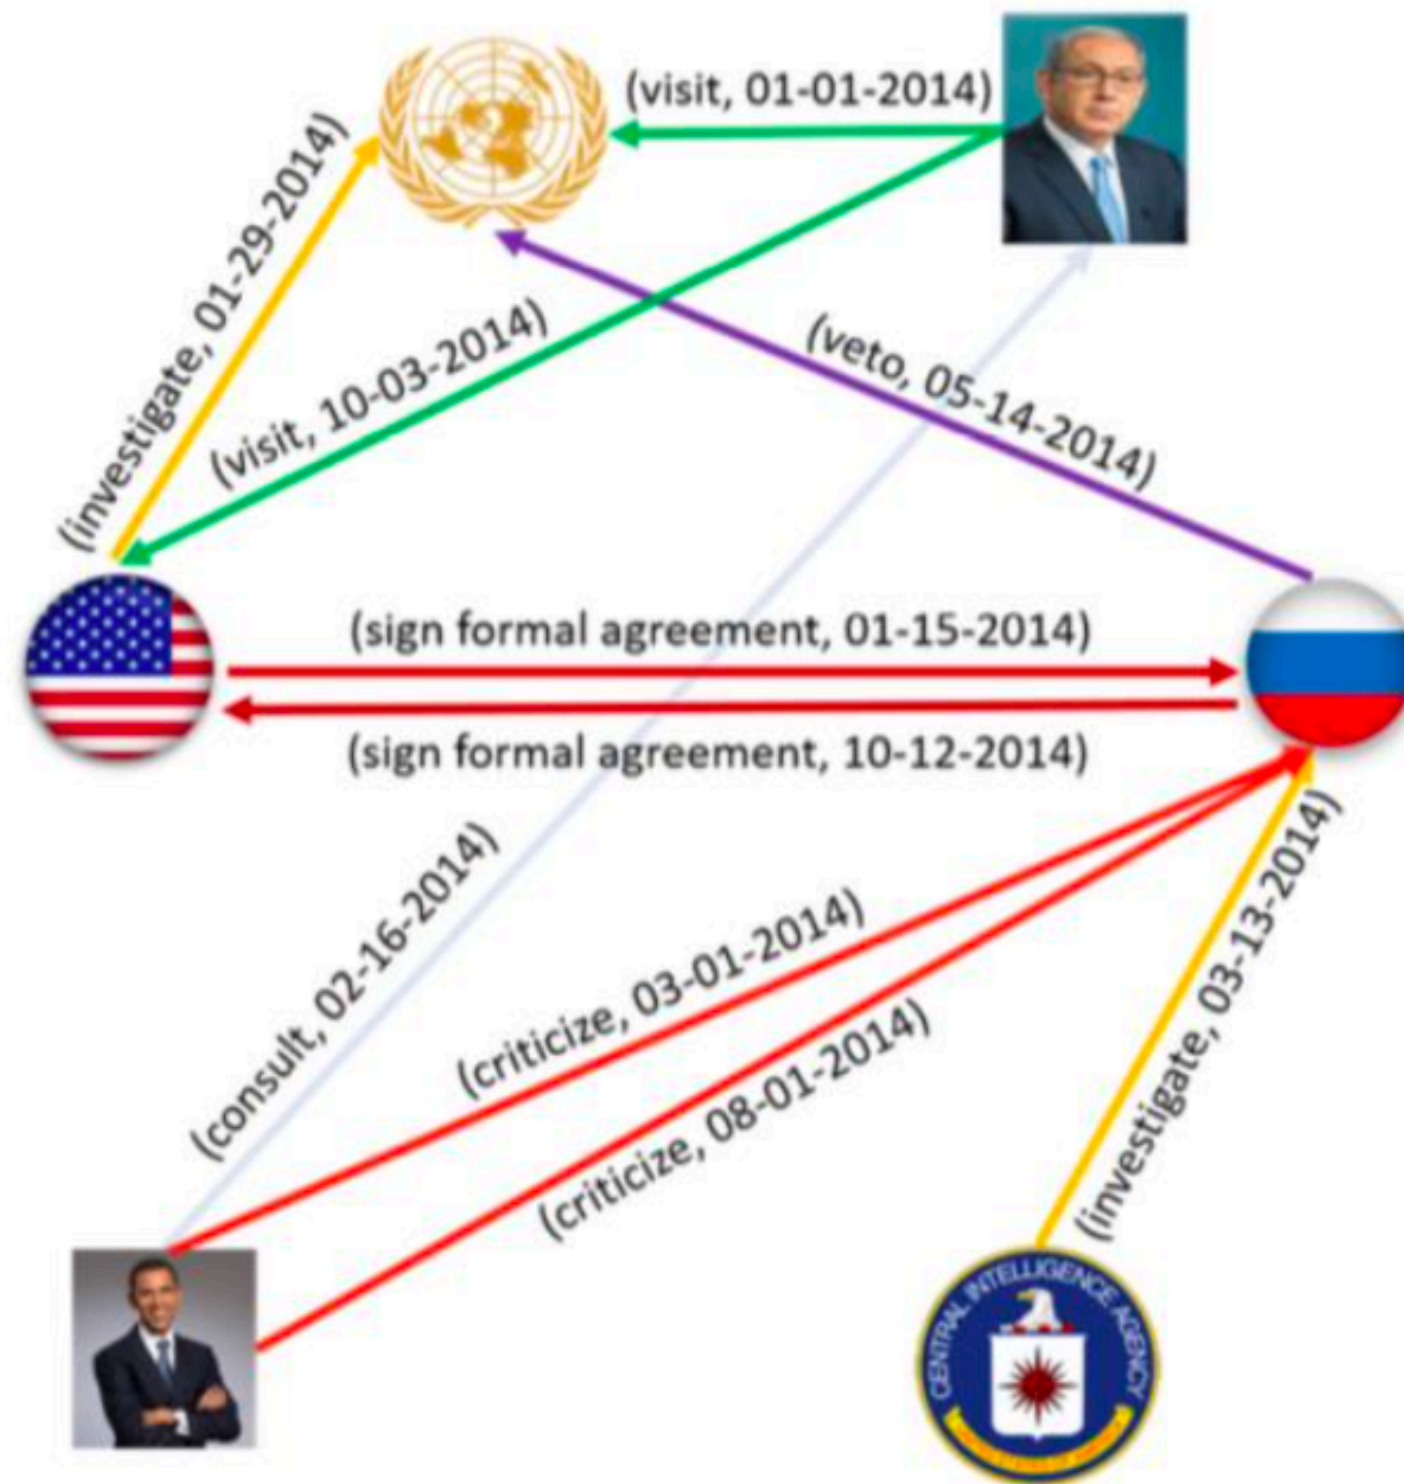 (visit, 01-01-2014)
(investigate, 01-29-2014)
(visit, 10-03-2014)
(veto, 05-14-2014)
(sign formal agreement, 01-15-2014)
(sign formal agreement, 10-12-2014)
(consult, 02-16-2014)
(criticize, 03-01-2014)
(criticize, 08-01-2014)
(investigate, 03-13-2014)
CENTRAL INTELLIGENCE AGENCY